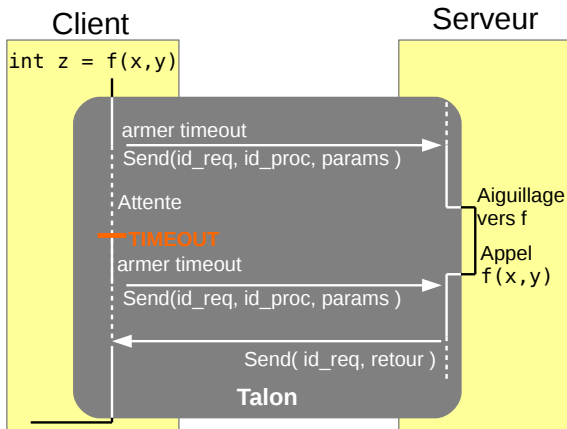 Client
Serveur
int z = f(x,y)
armer timeout
Send(id_req, id_proc, params )
Attente
Aiguillage
vers f
TIMEOUT
armer timeout
Appel
f(x,y)
Send(id_req, id_proc, params )
Send( id_req, retour )
Talon